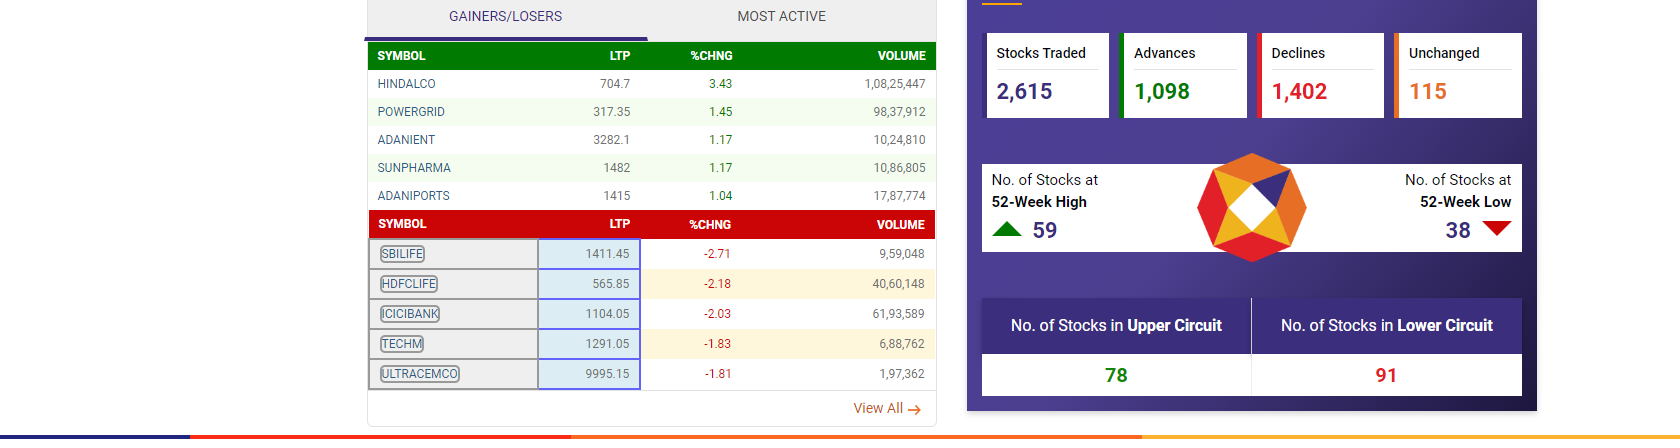 GAINERS/LOSERS MOST ACTIVE
SYMBOL LTP %CHNG VOLUME
HINDALCO 704.7 3.43 1,08,25,447
POWERGRID 317.35 1.45 98,37,912
ADANIENT 3282.1 1.17 10,24,810
SUNPHARMA 1482 1.17 10,86,805
ADANIPORTS 1415 1.04 17,87,774
SYMBOL LTP %CHNG VOLUME
SBILIFE 1411.45 -2.71 9,59,048
HDFCLIFE 565.85 -2.18 40,60,148
ICICIBANK 1104.05 -2.03 61,93,589
TECHM 1291.05 -1.83 6,88,762
ULTRACEMCO 9995.15 -1.81 1,97,362
View All
Stocks Traded Advances Declines Unchanged
2,615 1,098 1,402 115
No. of Stocks at No. of Stocks at
52-Week High 52-Week Low
59 38
No. of Stocks in Upper Circuit No. of Stocks in Lower Circuit
78 91